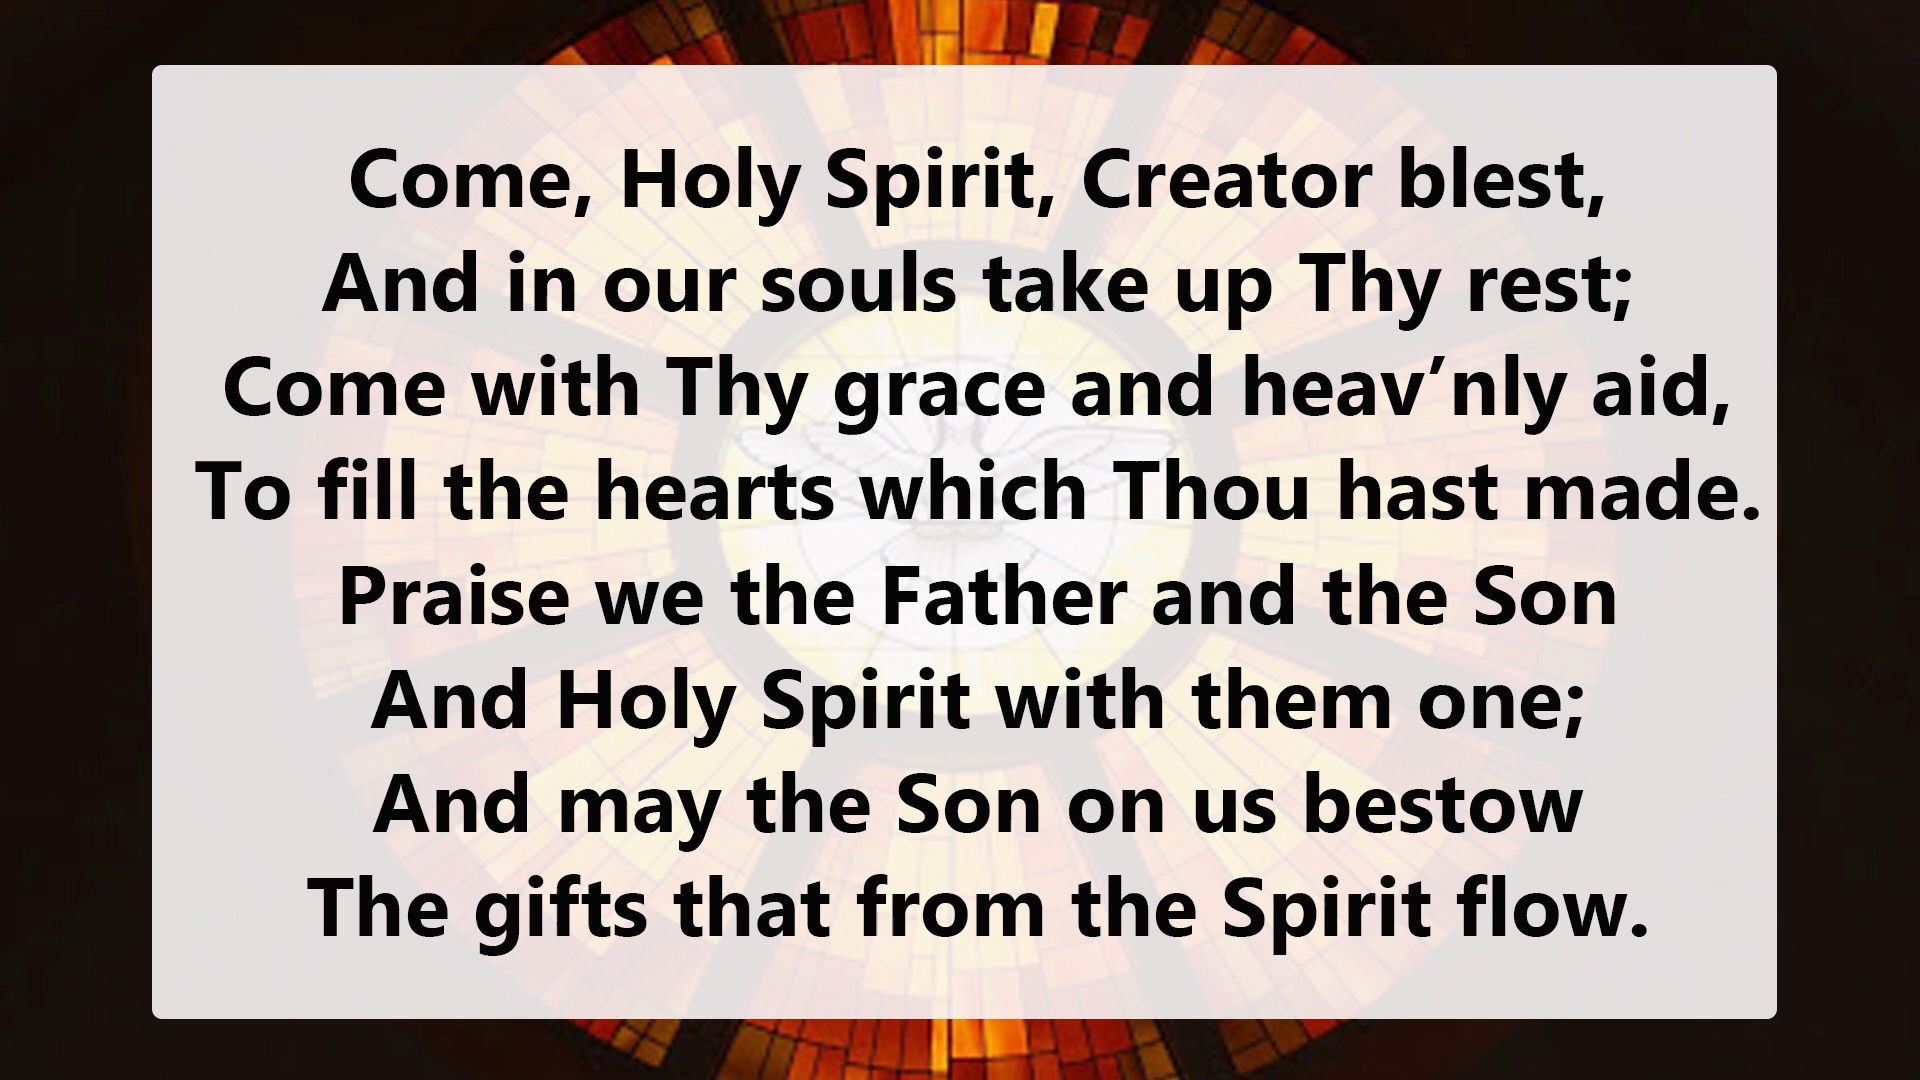 Come, Holy Spirit, Creator blest,
And in our souls take up Thy rest;
Come with Thy grace and heav’nly aid,
To fill the hearts which Thou hast made.
Praise we the Father and the Son
And Holy Spirit with them one;
And may the Son on us bestow
The gifts that from the Spirit flow.